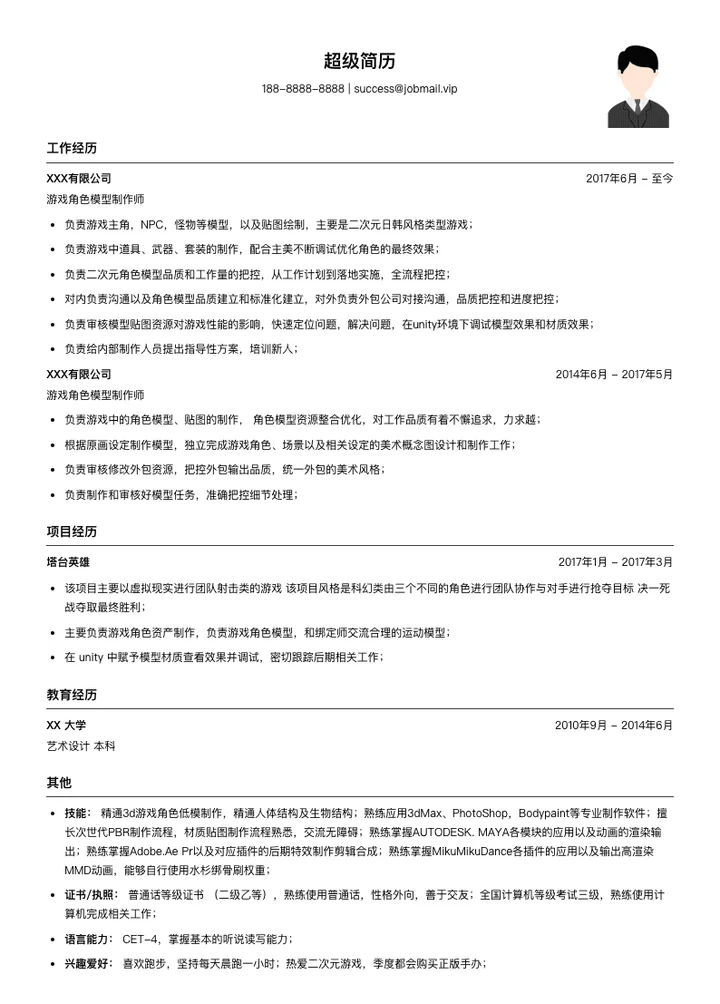 超级简历
188-8888-8888 | success@jobmail.vip
工作经历
XXX有限公司 2017年6月 - 至今
游戏角色模型制作师
• 负责游戏主角，NPC，怪物等模型，以及贴图绘制，主要是二次元日韩风格类型游戏；
• 负责游戏中道具、武器、套装的制作，配合主美不断调试优化角色的最终效果；
• 负责二次元角色模型品质和工作量的把控，从工作计划到落地实施，全流程把控；
• 对内负责沟通以及角色模型品质建立和标准化建立，对外负责外包公司对接沟通，品质把控和进度把控；
• 负责审核模型贴图资源对游戏性能的影响，快速定位问题，解决问题，在unity环境下调试模型效果和材质效果；
• 负责给内部制作人员提出指导性方案，培训新人；
XXX有限公司 2014年6月 - 2017年5月
游戏角色模型制作师
• 负责游戏中的角色模型、贴图的制作， 角色模型资源整合优化，对工作品质有着不懈追求，力求越；
• 根据原画设定制作模型，独立完成游戏角色、场景以及相关设定的美术概念图设计和制作工作；
• 负责审核修改外包资源，把控外包输出品质，统一外包的美术风格；
• 负责制作和审核好模型任务，准确把控细节处理；
项目经历
塔台英雄 2017年1月 - 2017年3月
• 该项目主要以虚拟现实进行团队射击类的游戏 该项目风格是科幻类由三个不同的角色进行团队协作与对手进行抢夺目标 决一死
战夺取最终胜利；
• 主要负责游戏角色资产制作，负责游戏角色模型，和绑定师交流合理的运动模型；
• 在 unity 中赋予模型材质查看效果并调试，密切跟踪后期相关工作；
教育经历
XX 大学 2010年9月 - 2014年6月
艺术设计 本科
其他
• 技能： 精通3d游戏角色低模制作，精通人体结构及生物结构；熟练应用3dMax、PhotoShop，Bodypaint等专业制作软件；擅
长次世代PBR制作流程，材质贴图制作流程熟悉，交流无障碍；熟练掌握AUTODESK. MAYA各模块的应用以及动画的渲染输
出；熟练掌握Adobe.Ae Pr以及对应插件的后期特效制作剪辑合成；熟练掌握MikuMikuDance各插件的应用以及输出高渲染
MMD动画，能够自行使用水杉绑骨刷权重；
• 证书/执照： 普通话等级证书 （二级乙等），熟练使用普通话，性格外向，善于交友；全国计算机等级考试三级，熟练使用计
算机完成相关工作；
• 语言能力： CET-4，掌握基本的听说读写能力；
• 兴趣爱好： 喜欢跑步，坚持每天晨跑一小时；热爱二次元游戏，季度都会购买正版手办；